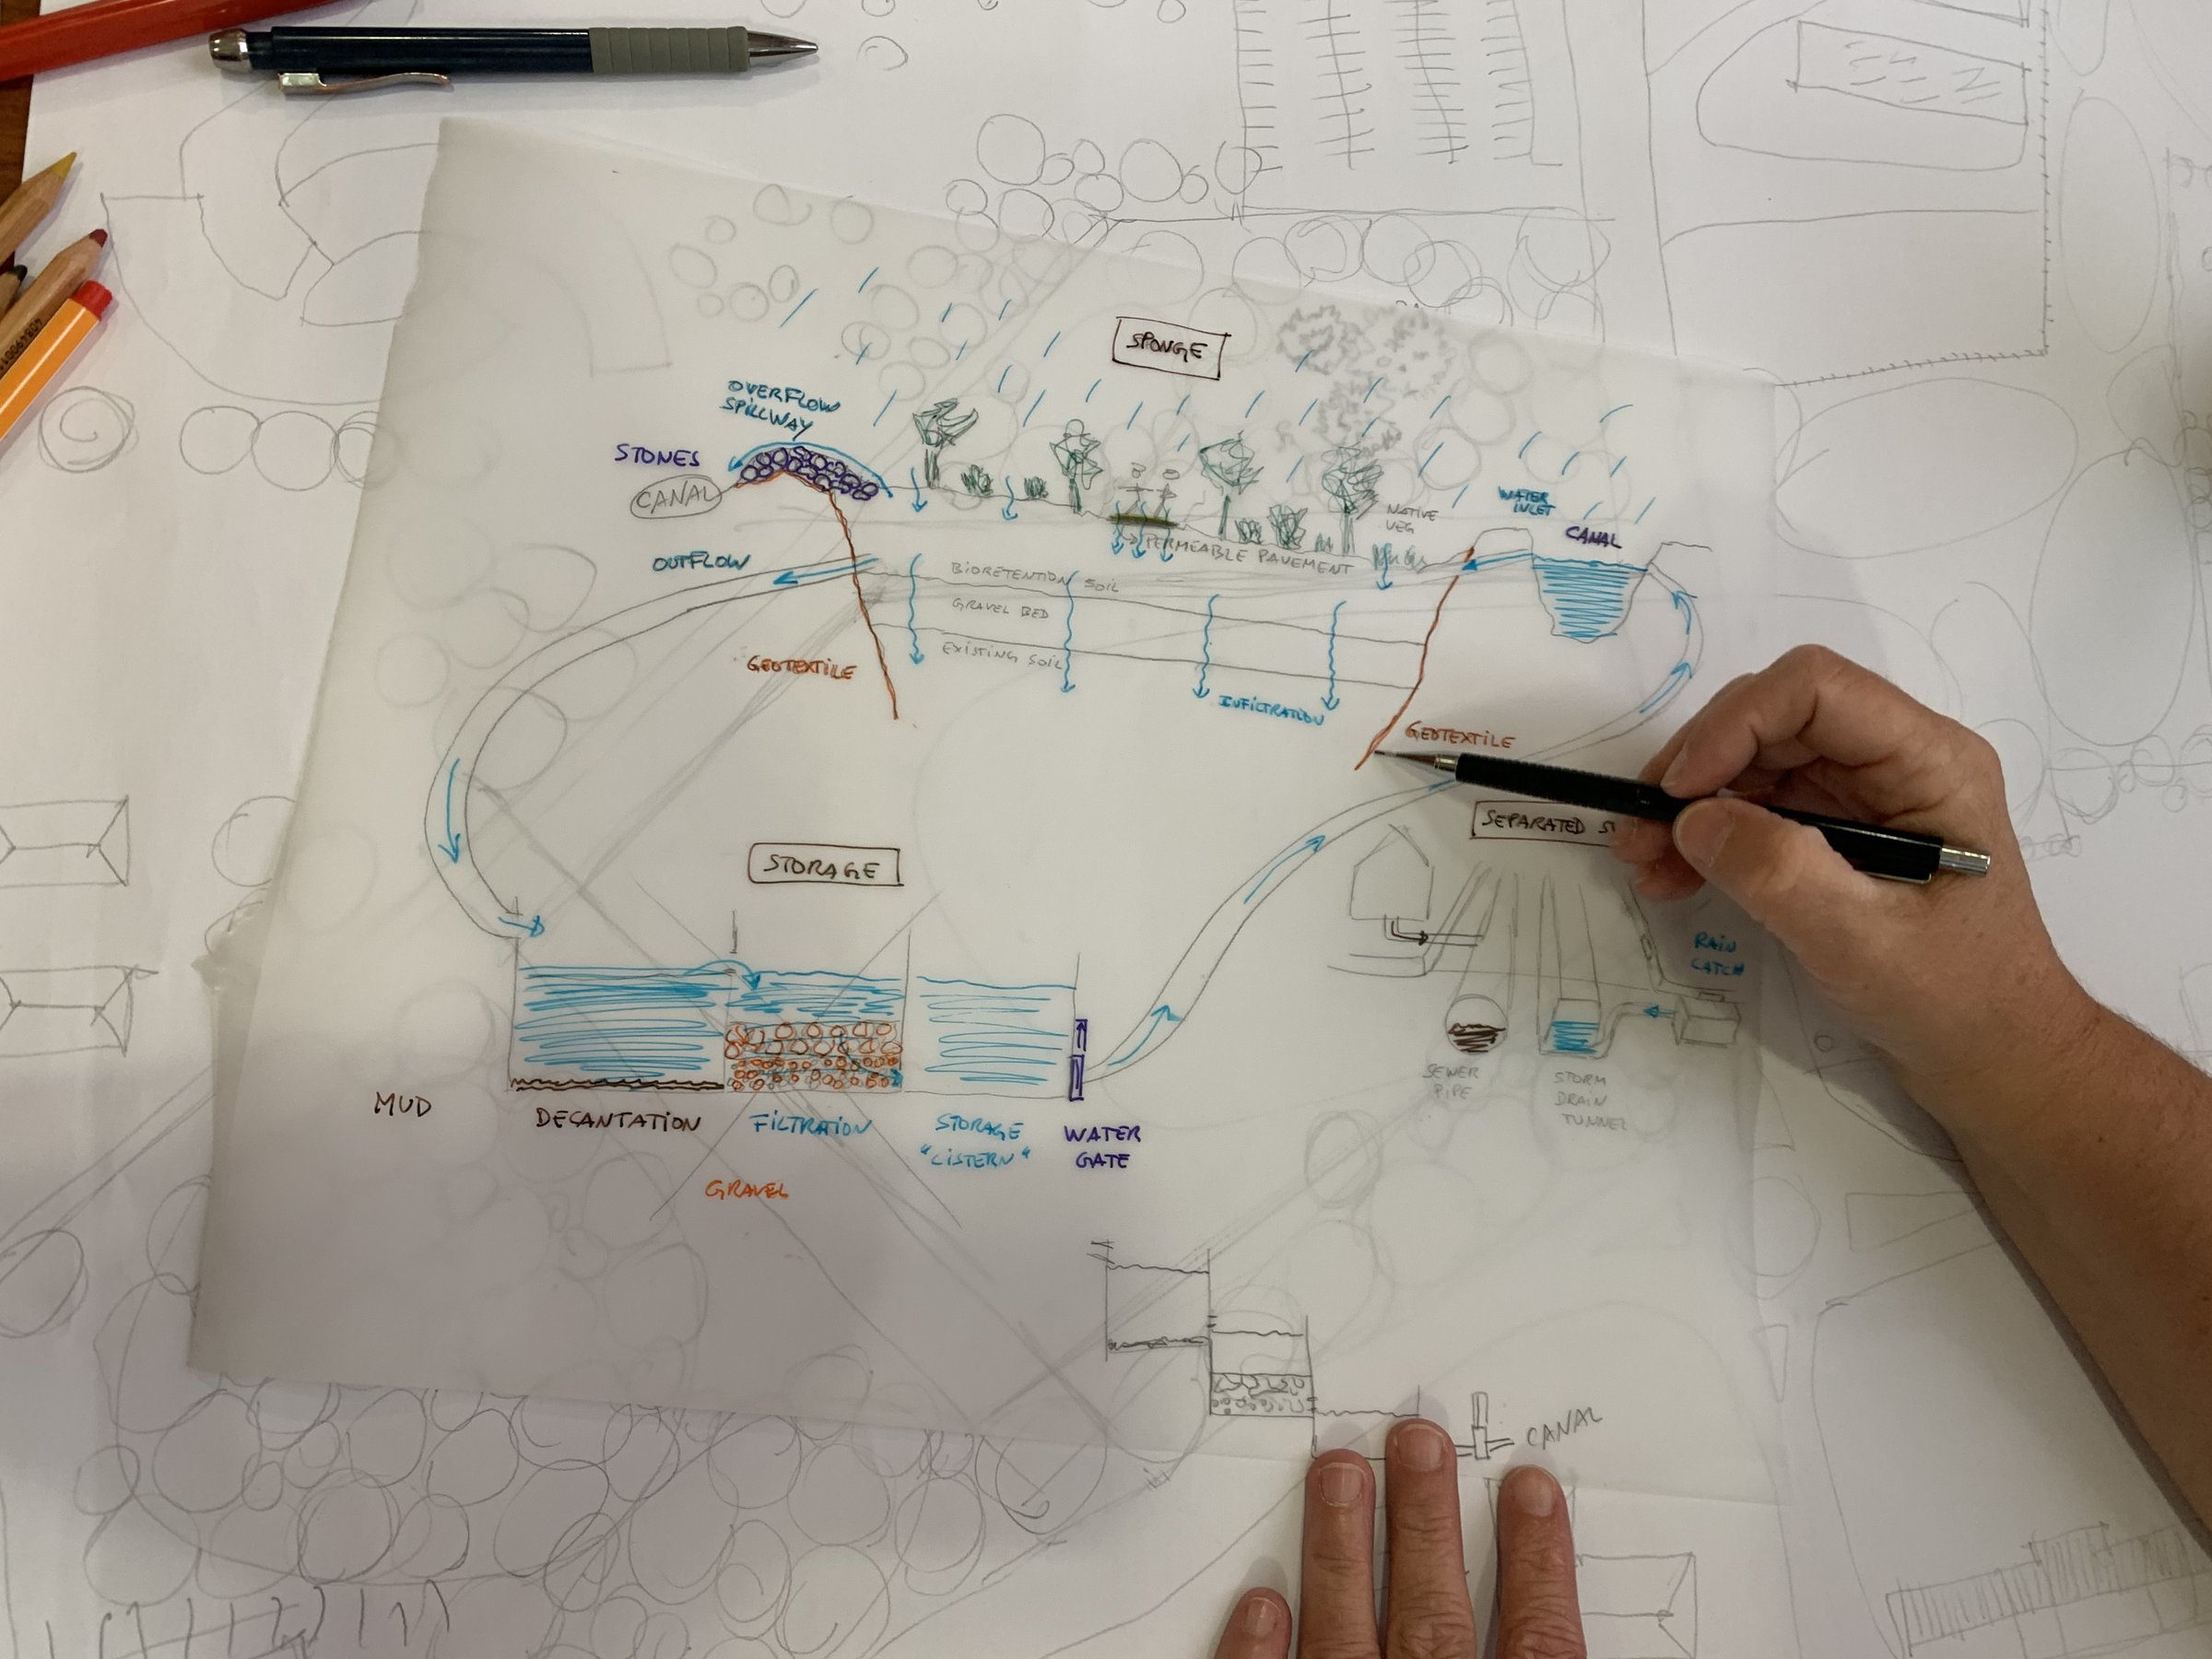 SPONGE
OVERFLOW
SPILLWAY
STONES
CANAL
NATIVE
VEG
WATER
INLET
CANAL
PERMEABLE PAVEMENT
OUTFLOW
BIORETENTION SOIL
GRAVEL BED
EXISTING SOIL
GEOTEXTILE
INFILTRATION
GEOTEXTILE
SEPARATED
STORAGE
RAIN
CATCH
SEWER
PIPE
STORM
DRAIN
TUNNEL
MUD
DECANTATION
FILTRATION
STORAGE
"CISTERN"
WATER
GATE
GRAVEL
CANAL